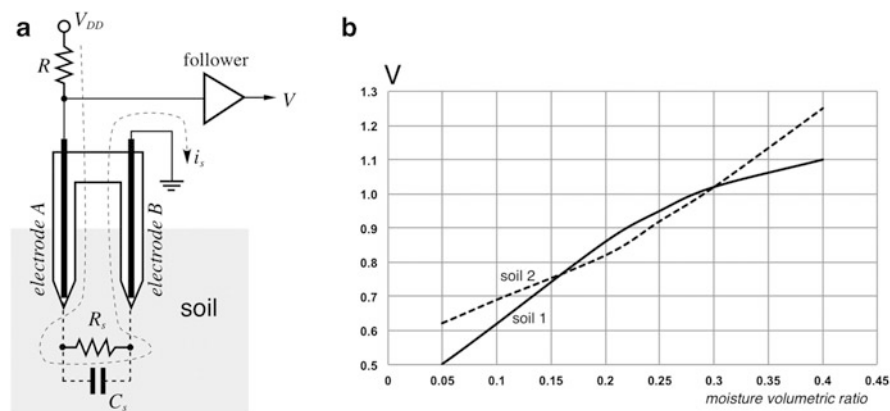 a
V_DD
R
follower
V
i_s
electrode A
electrode B
soil
R_s
C_s
b
V
1.3
1.2
1.1
1.0
0.9
0.8
0.7
0.6
0.5
soil 2
soil 1
0 0.05 0.1 0.15 0.2 0.25 0.3 0.35 0.4 0.45
moisture volumetric ratio